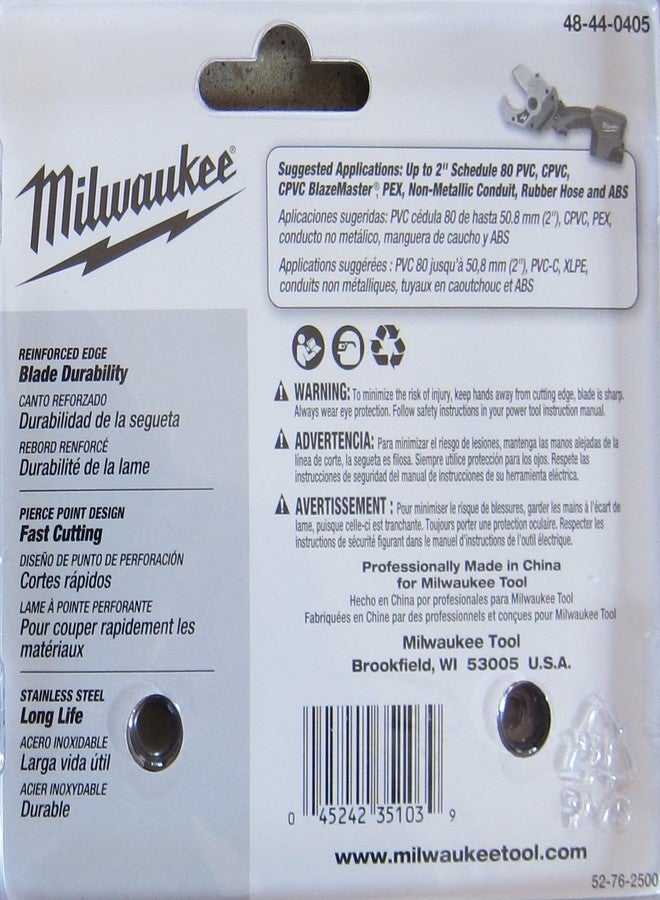 48-44-0405
Milwaukee®
Suggested Applications: Up to 2" Schedule 80 PVC, CPVC,
CPVC BlazeMaster®, PEX, Non-Metallic Conduit, Rubber Hose and ABS
Aplicaciones sugeridas: PVC cédula 80 de hasta 50.8 mm (2"), CPVC, PEX,
conducto no metálico, manguera de caucho y ABS
Applications suggérées : PVC 80 jusqu'à 50,8 mm (2"), PVC-C, XLPE,
conduits non métalliques, tuyaux en caoutchouc et ABS
REINFORCED EDGE
Blade Durability
CANTO REFORZADO
Durabilidad de la segueta
REBORD RENFORCÉ
Durabilité de la lame
PIERCE POINT DESIGN
Fast Cutting
DISEÑO DE PUNTO DE PERFORACIÓN
Cortes rápidos
LAME À POINTE PERFORANTE
Pour couper rapidement les
matériaux
STAINLESS STEEL
Long Life
ACERO INOXIDABLE
Larga vida útil
ACIER INOXYDABLE
Durable
WARNING: To minimize the risk of injury, keep hands away from cutting edge, blade is sharp.
Always wear eye protection. Follow safety instructions in your power tool instruction manual.
ADVERTENCIA: Para minimizar el riesgo de lesiones, mantenga las manos alejadas de la
línea de corte, la segueta es filosa. Siempre utilice protección para los ojos. Respete las
instrucciones de seguridad del manual de instrucciones de su herramienta eléctrica.
AVERTISSEMENT : Pour minimiser le risque de blessures, garder les mains à l'écart de
lame, puisque celle-ci est tranchante. Toujours porter une protection oculaire. Respecter les
instructions de sécurité figurant dans le manuel d'instructions de l'outil électrique.
Professionally Made in China
for Milwaukee Tool
Hecho en China por profesionales para Milwaukee Tool
Fabriquées en Chine par des professionnels et conçues pour Milwaukee Tool
Milwaukee Tool
Brookfield, WI 53005 U.S.A.
0 45242 35103 9
www.milwaukeetool.com
52-76-2500